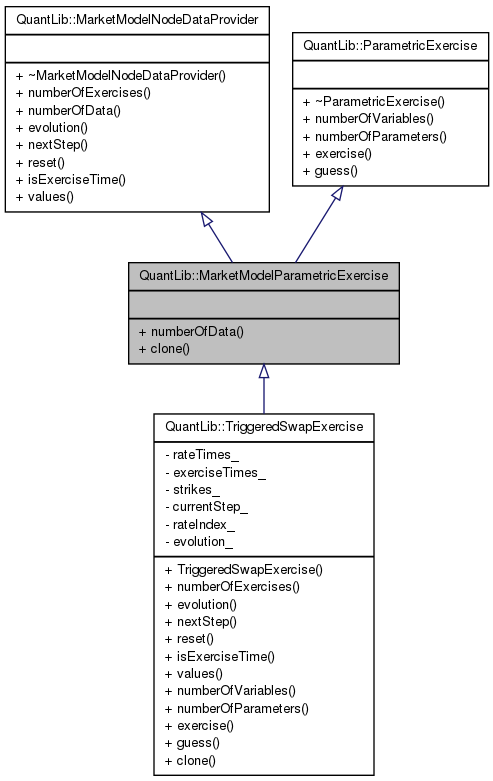 QuantLib::MarketModelNodeDataProvider
+ ~MarketModelNodeDataProvider()
+ numberOfExercises()
+ numberOfData()
+ evolution()
+ nextStep()
+ reset()
+ isExerciseTime()
+ values()
QuantLib::ParametricExercise
+ ~ParametricExercise()
+ numberOfVariables()
+ numberOfParameters()
+ exercise()
+ guess()
QuantLib::MarketModelParametricExercise
+ numberOfData()
+ clone()
QuantLib::TriggeredSwapExercise
- rateTimes_
- exerciseTimes_
- strikes_
- currentStep_
- rateIndex_
- evolution_
+ TriggeredSwapExercise()
+ numberOfExercises()
+ evolution()
+ nextStep()
+ reset()
+ isExerciseTime()
+ values()
+ numberOfVariables()
+ numberOfParameters()
+ exercise()
+ guess()
+ clone()